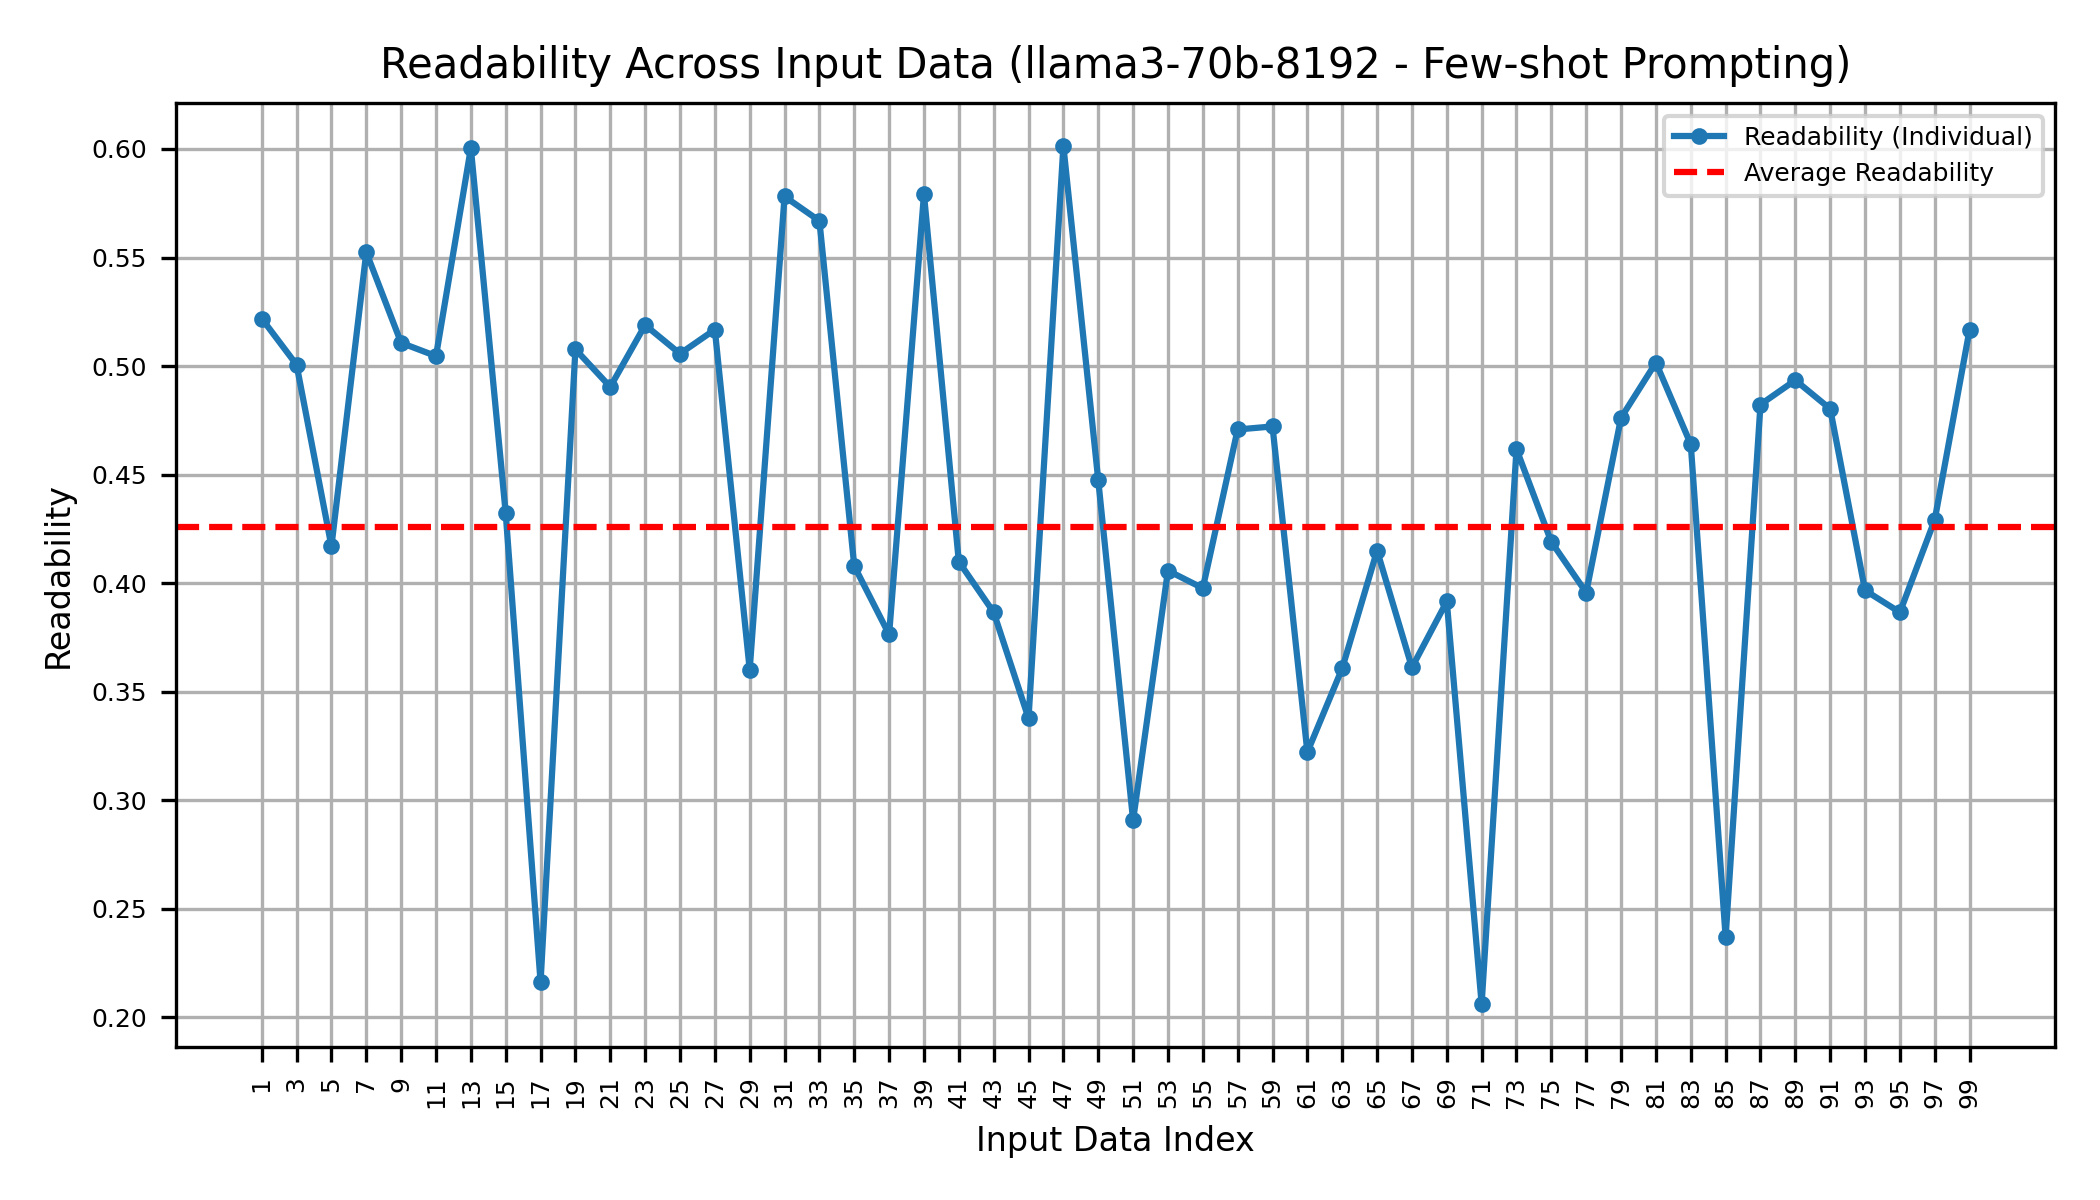 Readability Across Input Data (llama3-70b-8192 - Few-shot Prompting)
Readability (Individual)
Average Readability
Readability
0.60
0.55
0.50
0.45
0.40
0.35
0.30
0.25
0.20
1 3 5 7 9 11 13 15 17 19 21 23 25 27 29 31 33 35 37 39 41 43 45 47 49 51 53 55 57 59 61 63 65 67 69 71 73 75 77 79 81 83 85 87 89 91 93 95 97 99
Input Data Index